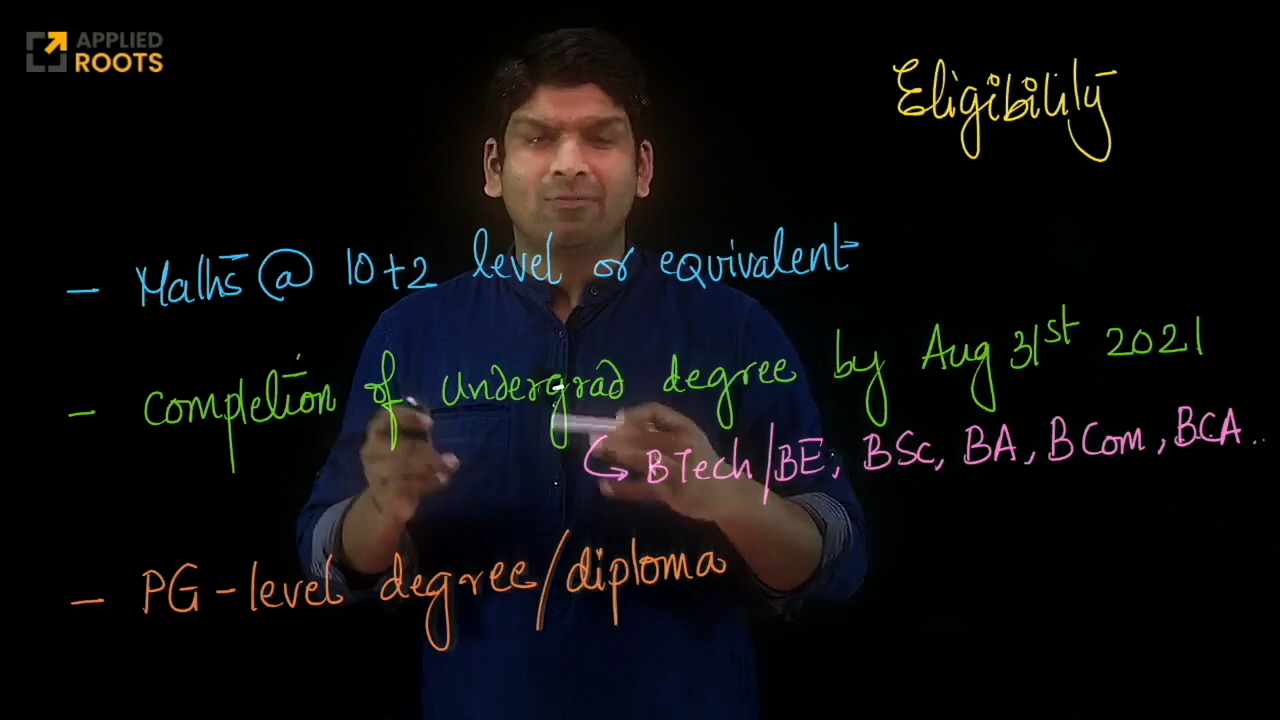 APPLIED
ROOTS
Eligibility
- Maths @ 10+2 level or equivalent
- Completion of undergrad degree by Aug 31st 2021
↳ BTech/BE, BSc, BA, BCom, BCA..
- PG-level degree/diploma